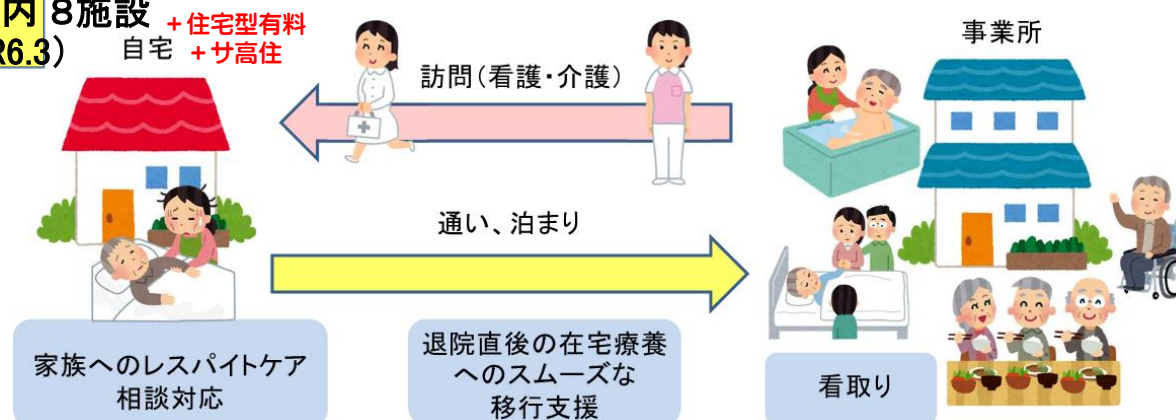 内 8施設
R6.3）
＋住宅型有料
＋サ高住
自宅
訪問（看護・介護）
事業所
通い、泊まり
家族へのレスパイトケア
相談対応
退院直後の在宅療養
へのスムーズな
移行支援
看取り